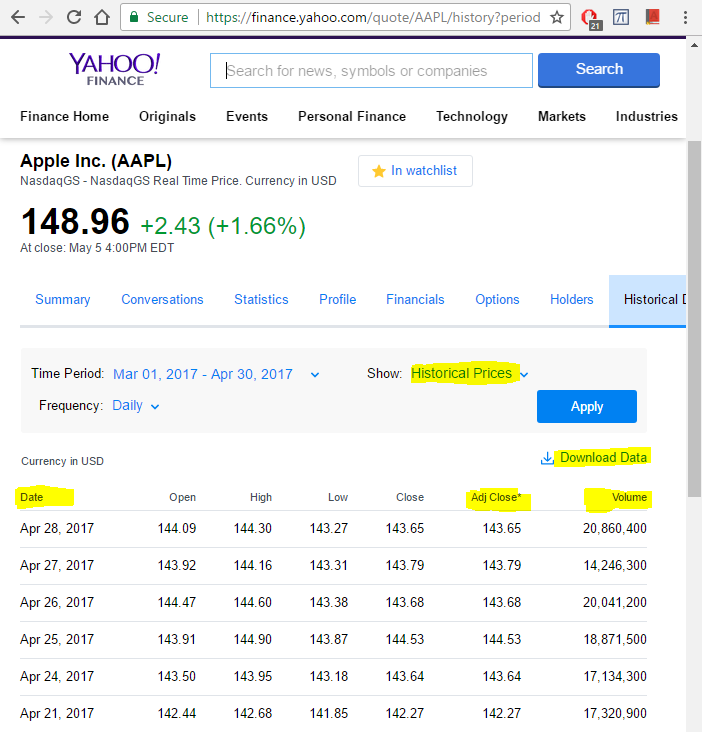 Secure https://finance.yahoo.com/quote/AAPL/history?period
21
YAHOO!
FINANCE
Search for news, symbols or companies
Search
Finance Home Originals Events Personal Finance Technology Markets Industries
Apple Inc. (AAPL)
NasdaqGS - NasdaqGS Real Time Price. Currency in USD
In watchlist
148.96 +2.43 (+1.66%)
At close: May 5 4:00PM EDT
Summary Conversations Statistics Profile Financials Options Holders Historical D
Time Period: Mar 01, 2017 - Apr 30, 2017 Show: Historical Prices
Frequency: Daily
Apply
Currency in USD
Download Data
Date Open High Low Close Adj Close* Volume
Apr 28, 2017 144.09 144.30 143.27 143.65 143.65 20,860,400
Apr 27, 2017 143.92 144.16 143.31 143.79 143.79 14,246,300
Apr 26, 2017 144.47 144.60 143.38 143.68 143.68 20,041,200
Apr 25, 2017 143.91 144.90 143.87 144.53 144.53 18,871,500
Apr 24, 2017 143.50 143.95 143.18 143.64 143.64 17,134,300
Apr 21, 2017 142.44 142.68 141.85 142.27 142.27 17,320,900